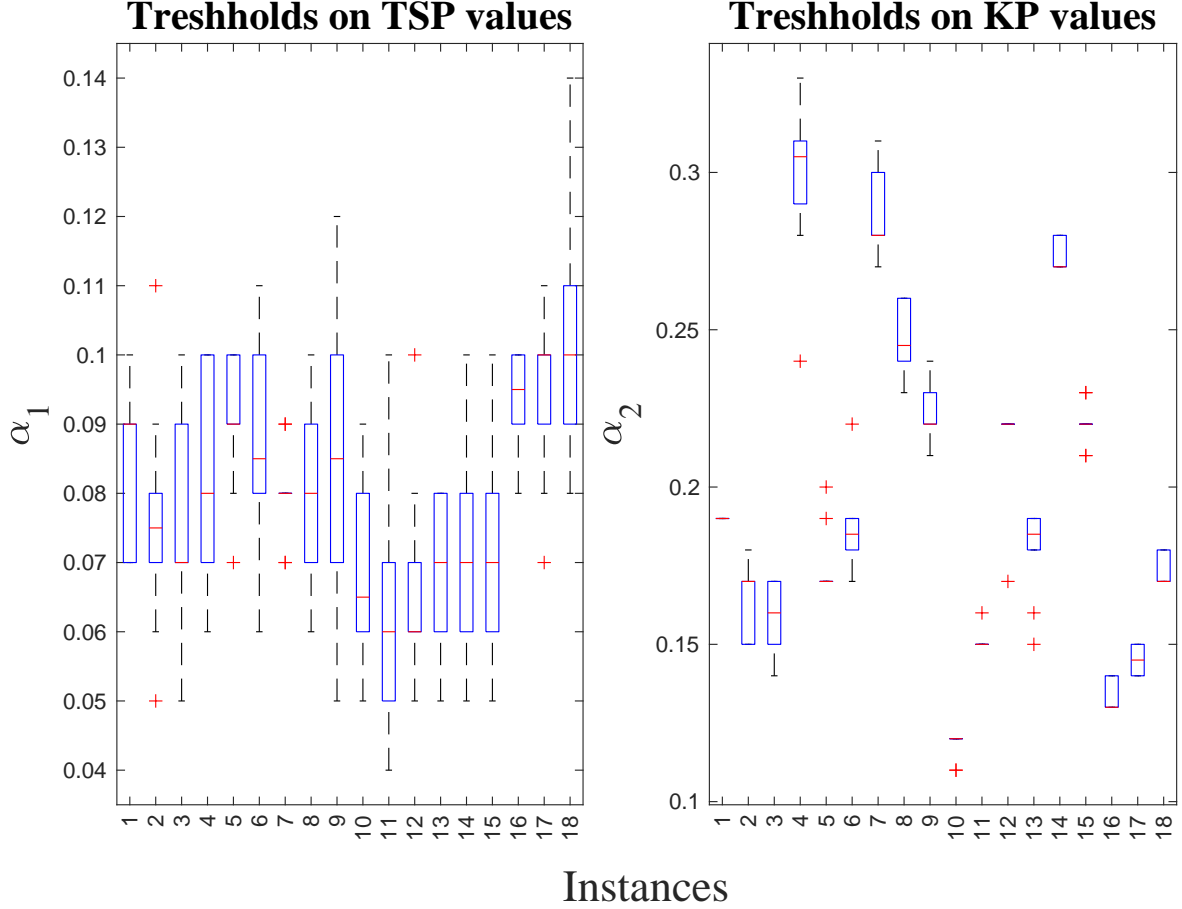 Treshholds on TSP values
Treshholds on KP values
0.14
0.13
0.12
0.11
0.1
0.09
0.08
0.07
0.06
0.05
0.04
α1
1 2 3 4 5 6 7 8 9 10 11 12 13 14 15 16 17 18
0.3
0.25
0.2
0.15
0.1
α2
1 2 3 4 5 6 7 8 9 10 11 12 13 14 15 16 17 18
Instances